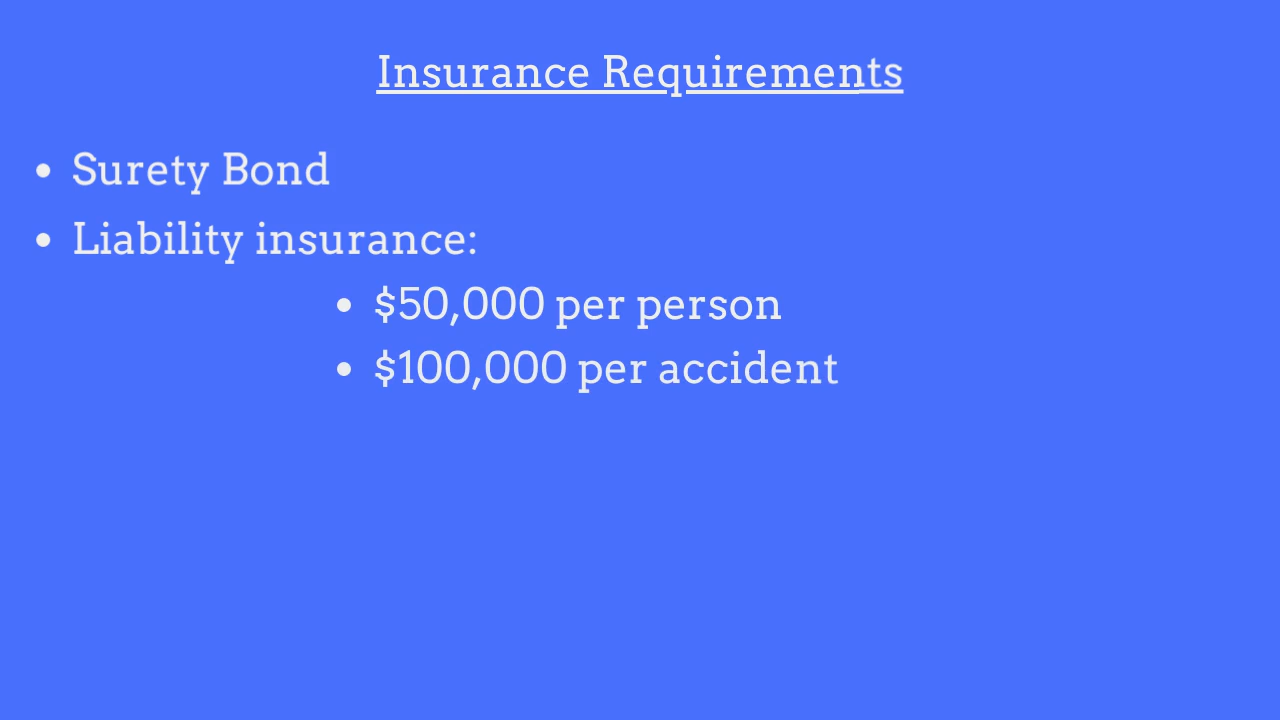 Insurance Requirements
• Surety Bond
• Liability insurance:
• $50,000 per person
• $100,000 per accident